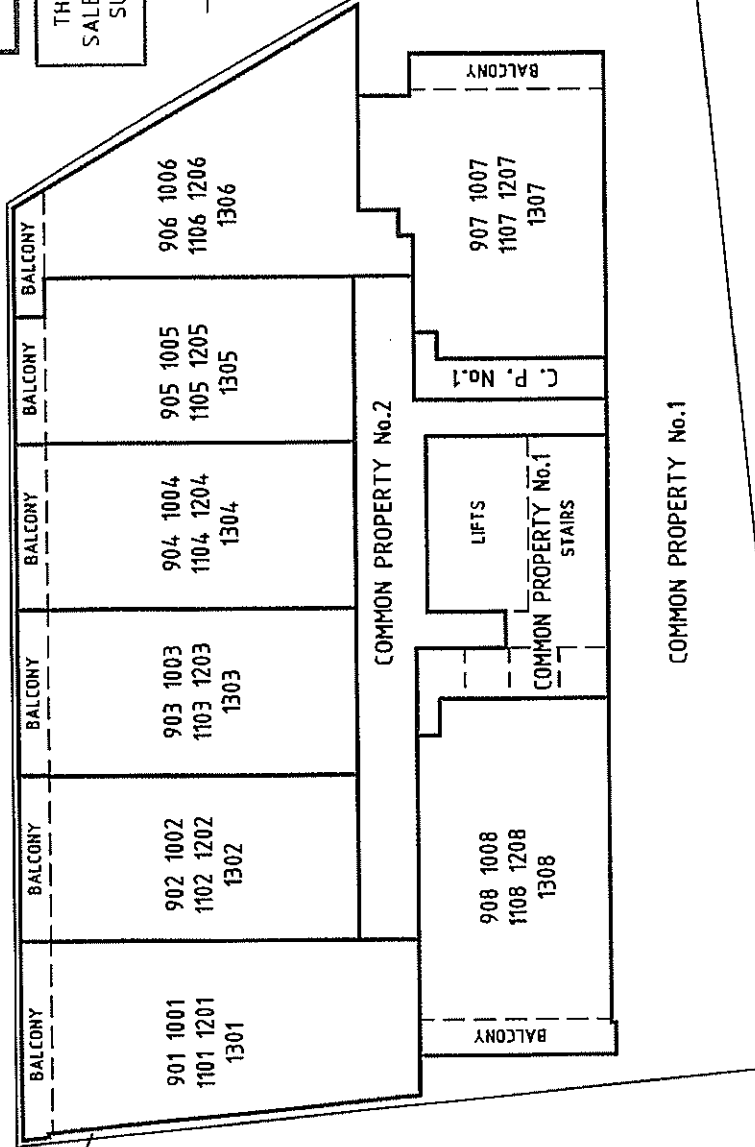 TH
SALE
SU
BALCONY
906 1006
1106 1206
1306
BALCONY
907 1007
1107 1207
1307
BALCONY
905 1005
1105 1205
1305
C. P. No.1
BALCONY
904 1004
1104 1204
1304
COMMON PROPERTY No.2
LIFTS
COMMON PROPERTY No.1
STAIRS
COMMON PROPERTY No.1
BALCONY
903 1003
1103 1203
1303
BALCONY
902 1002
1102 1202
1302
908 1008
1108 1208
1308
BALCONY
901 1001
1101 1201
1301
BALCONY